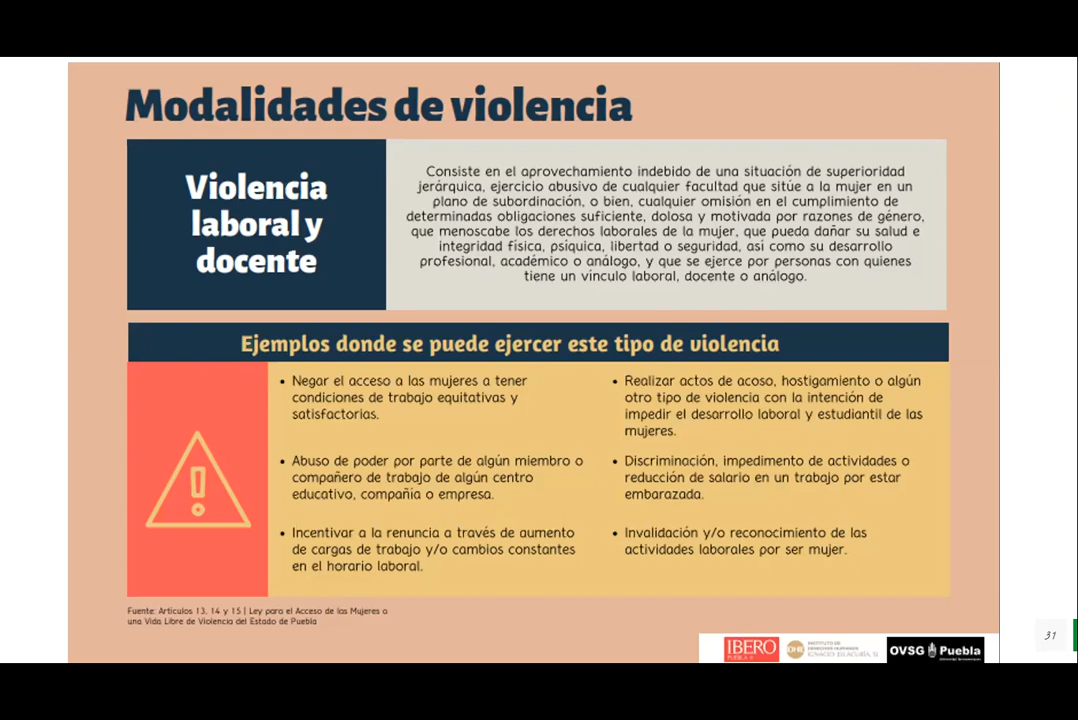 Modalidades de violencia
Violencia
laboral y
docente
Consiste en el aprovechamiento indebido de una situación de superioridad
jerárquica, ejercicio abusivo de cualquier facultad que sitúe a la mujer en un
plano de subordinación, o bien, cualquier omisión en el cumplimiento de
determinadas obligaciones suficiente, dolosa y motivada por razones de género,
que menoscabe los derechos laborales de la mujer, que pueda dañar su salud e
integridad física, psíquica, libertad o seguridad, así como su desarrollo
profesional, académico o análogo, y que se ejerce por personas con quienes
tiene un vínculo laboral, docente o análogo.
Ejemplos donde se puede ejercer este tipo de violencia
• Negar el acceso a las mujeres a tener
condiciones de trabajo equitativas y
satisfactorias.
• Abuso de poder por parte de algún miembro o
compañero de trabajo de algún centro
educativo, compañia o empresa.
• Incentivar a la renuncia a través de aumento
de cargas de trabajo y/o cambios constantes
en el horario laboral.
• Realizar actos de acoso, hostigamiento o algún
otro tipo de violencia con la intención de
impedir el desarrollo laboral y estudiantil de las
mujeres.
• Discriminación, impedimento de actividades o
reducción de salario en un trabajo por estar
embarazada.
• Invalidación y/o reconocimiento de las
actividades laborales por ser mujer.
Fuente: Artículos 13, 14 y 15 | Ley para el Acceso de las Mujeres a
una Vida Libre de Violencia del Estado de Puebla
IBERO
PUEBLA
INSTITUTO DE
DERECHOS HUMANOS
IGNACIO ELLACURÍA, SJ
OVSG Puebla
31